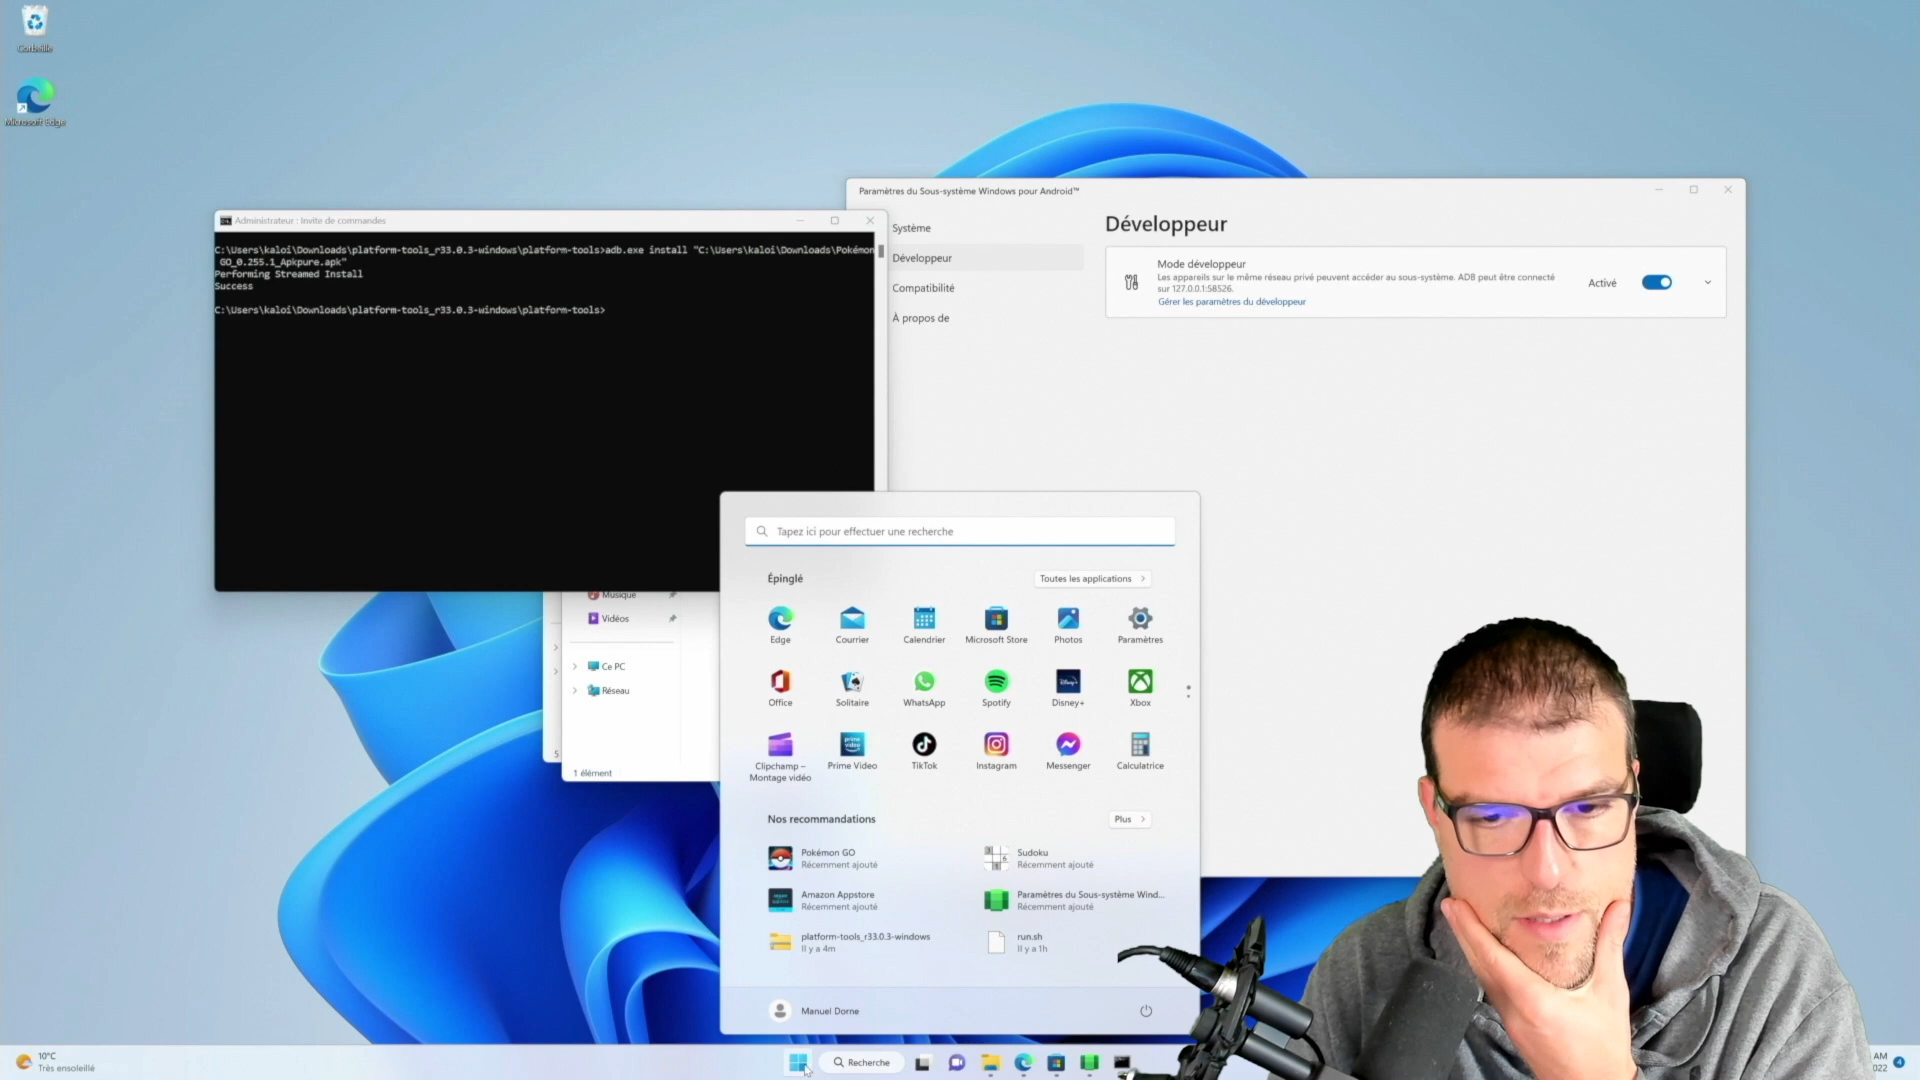 Corbeille
Microsoft Edge
Administrateur : Invite de commandes
C:\Users\kaloi\Downloads\platform-tools_r33.0.3-windows\platform-tools>adb.exe install "C:\Users\kaloi\Downloads\Pokémon
GO_0.255.1_Apkpure.apk"
Performing Streamed Install
Success
C:\Users\kaloi\Downloads\platform-tools_r33.0.3-windows\platform-tools>
Paramètres du Sous-système Windows pour Android™
Système
Développeur
Compatibilité
À propos de
Développeur
Mode développeur
Les appareils sur le même réseau privé peuvent accéder au sous-système. ADB peut être connecté
sur 127.0.0.1:58526.
Gérer les paramètres du développeur
Activé
Musique
Vidéos
Ce PC
Réseau
5
1 élément
Tapez ici pour effectuer une recherche
Épinglé
Toutes les applications
Edge
Courrier
Calendrier
Microsoft Store
Photos
Paramètres
Office
Solitaire
WhatsApp
Spotify
Disney+
Xbox
Clipchamp –
Montage vidéo
Prime Video
TikTok
Instagram
Messenger
Calculatrice
Nos recommandations
Plus
Pokémon GO
Récemment ajouté
Sudoku
Récemment ajouté
Amazon Appstore
Récemment ajouté
Paramètres du Sous-système Wind...
Récemment ajouté
platform-tools_r33.0.3-windows
Il y a 4m
run.sh
Il y a 1h
Manuel Dorne
10°C
Très ensoleillé
Recherche
AM
022
4